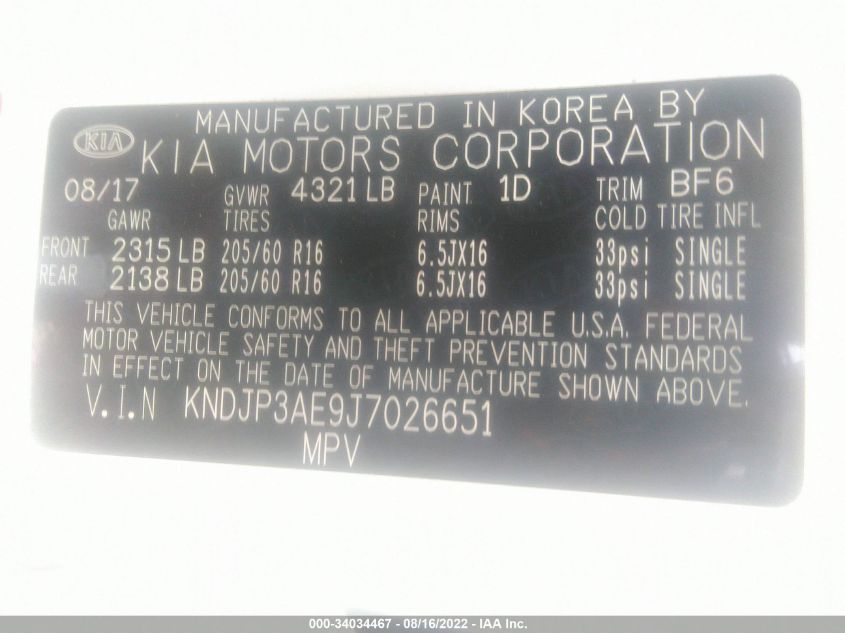 MANUFACTURED IN KOREA BY
KIA KIA MOTORS CORPORATION
08/17 GVWR 4321 LB PAINT 1D TRIM BF6
GAWR TIRES RIMS COLD TIRE INFL
FRONT 2315 LB 205/60 R16 6.5JX16 33psi SINGLE
REAR 2138 LB 205/60 R16 6.5JX16 33psi SINGLE
THIS VEHICLE CONFORMS TO ALL APPLICABLE U.S.A. FEDERAL
MOTOR VEHICLE SAFETY AND THEFT PREVENTION STANDARDS
IN EFFECT ON THE DATE OF MANUFACTURE SHOWN ABOVE.
V.I.N KNDJP3AE9J7026651
MPV
000-34034467 - 08/16/2022 - IAA Inc.